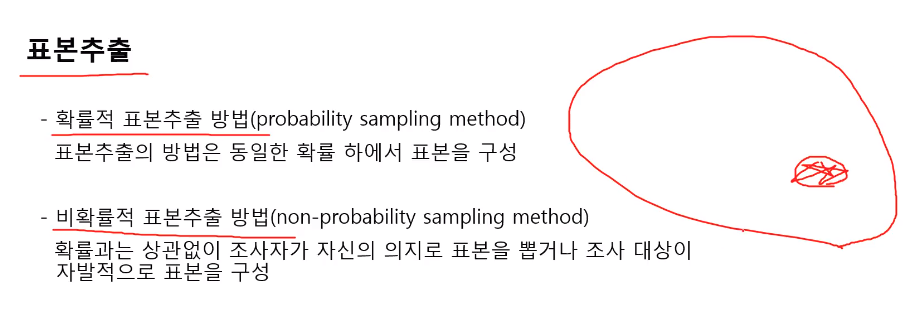 표본추출
- 확률적 표본추출 방법(probability sampling method)
표본추출의 방법은 동일한 확률 하에서 표본을 구성
- 비확률적 표본추출 방법(non-probability sampling method)
확률과는 상관없이 조사자가 자신의 의지로 표본을 뽑거나 조사 대상이
자발적으로 표본을 구성